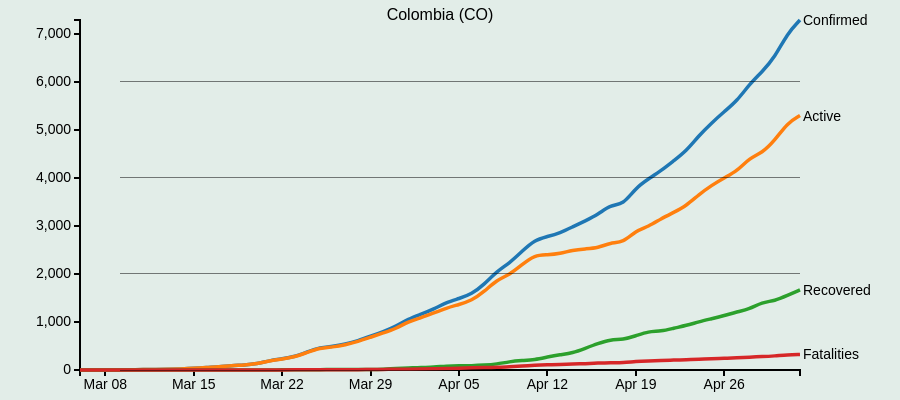 Colombia (CO)
7,000
6,000
5,000
4,000
3,000
2,000
1,000
0
Confirmed
Active
Recovered
Fatalities
Mar 08 Mar 15 Mar 22 Mar 29 Apr 05 Apr 12 Apr 19 Apr 26